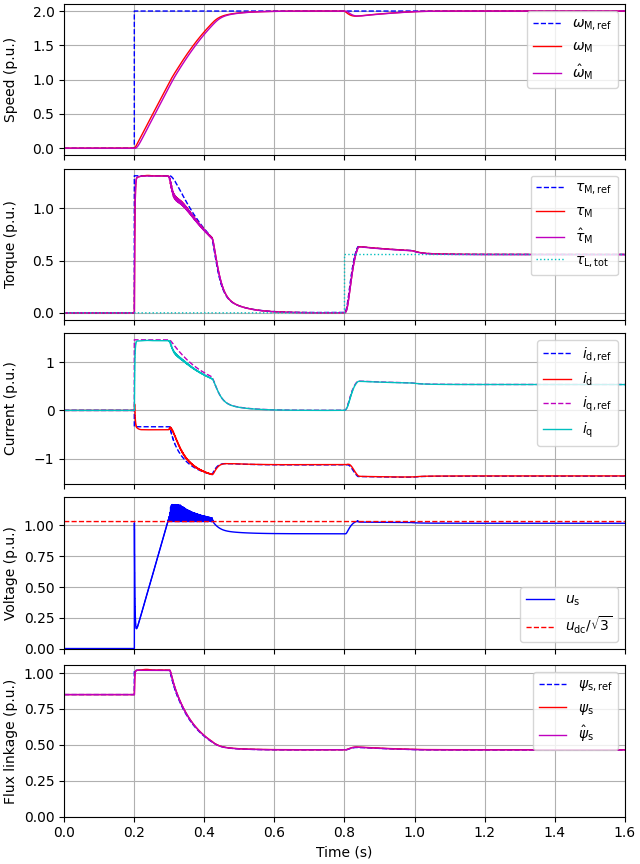 2.0
1.5
1.0
0.5
0.0
Speed (p.u.)
ω_M, ref
ω_M
ω̂_M
1.0
0.5
0.0
Torque (p.u.)
τ_M, ref
τ_M
τ̂_M
τ_L, tot
1
0
−1
Current (p.u.)
i_d, ref
i_d
i_q, ref
i_q
1.00
0.75
0.50
0.25
0.00
Voltage (p.u.)
u_s
u_dc/√3
1.00
0.75
0.50
0.25
0.00
Flux linkage (p.u.)
ψ_s, ref
ψ_s
ψ̂_s
0.0 0.2 0.4 0.6 0.8 1.0 1.2 1.4 1.6
Time (s)